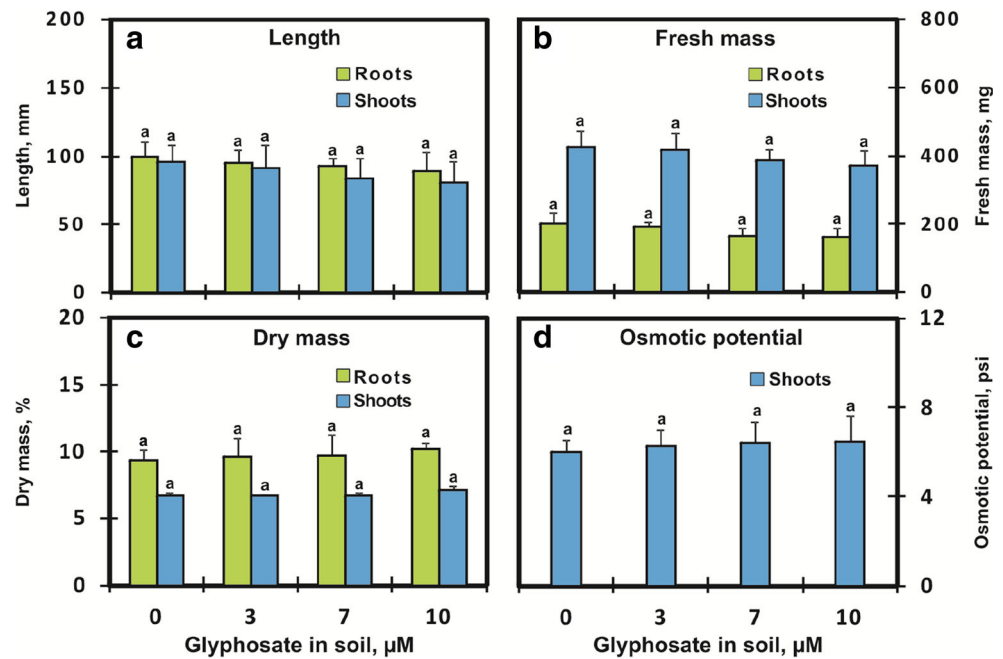 a
Length
Roots
Shoots
Length, mm
200
150
100
50
0
a a a a a a a a
b
Fresh mass
Roots
Shoots
Fresh mass, mg
800
600
400
200
0
a a a a a a a a
c
Dry mass
Roots
Shoots
Dry mass, %
20
15
10
5
0
a a a a a a a a
0 3 7 10
Glyphosate in soil, µM
d
Osmotic potential
Shoots
Osmotic potential, psi
12
8
4
0
a a a a
0 3 7 10
Glyphosate in soil, µM